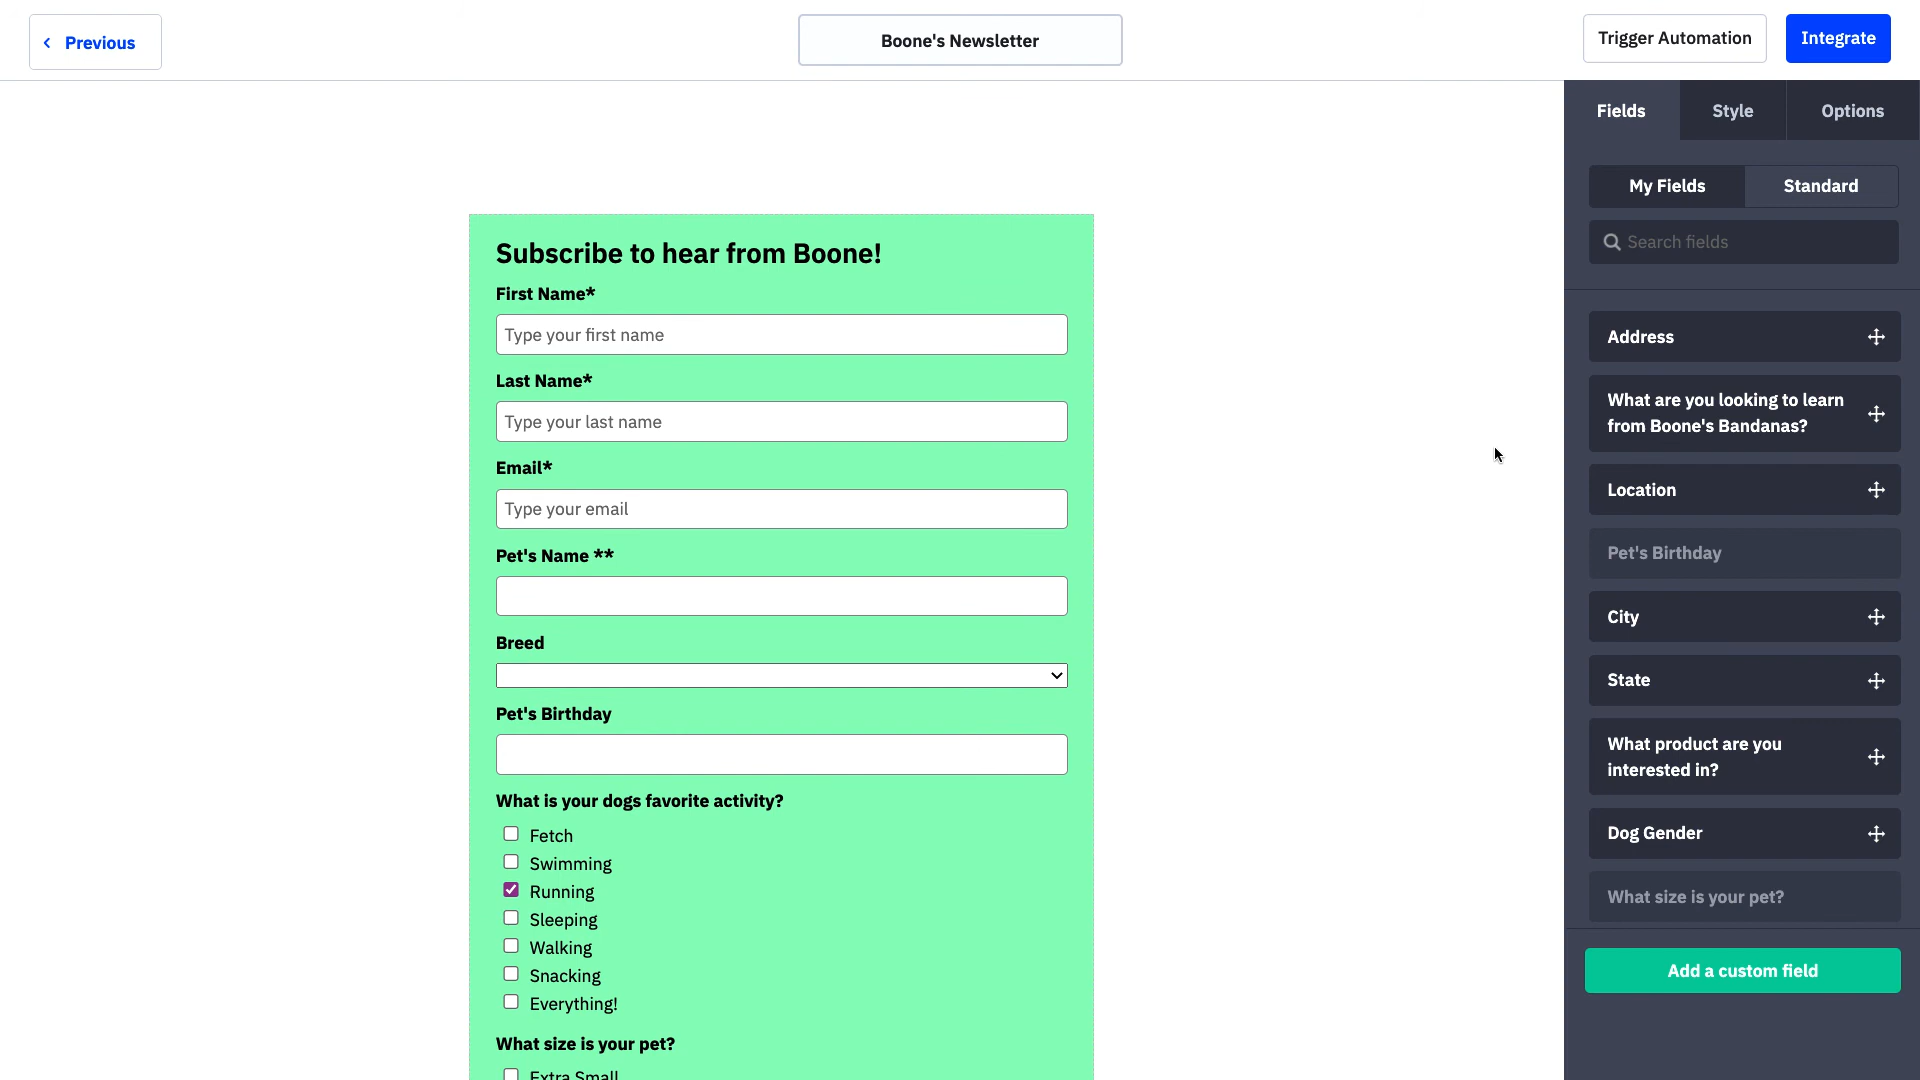 Previous
Boone's Newsletter
Trigger Automation
Integrate
Fields
Style
Options
My Fields
Standard
Search fields
Subscribe to hear from Boone!
First Name*
Type your first name
Last Name*
Type your last name
Email*
Type your email
Pet's Name **
Breed
Pet's Birthday
What is your dogs favorite activity?
Fetch
Swimming
Running
Sleeping
Walking
Snacking
Everything!
What size is your pet?
Extra Small
Address
What are you looking to learn
from Boone's Bandanas?
Location
Pet's Birthday
City
State
What product are you
interested in?
Dog Gender
What size is your pet?
Add a custom field